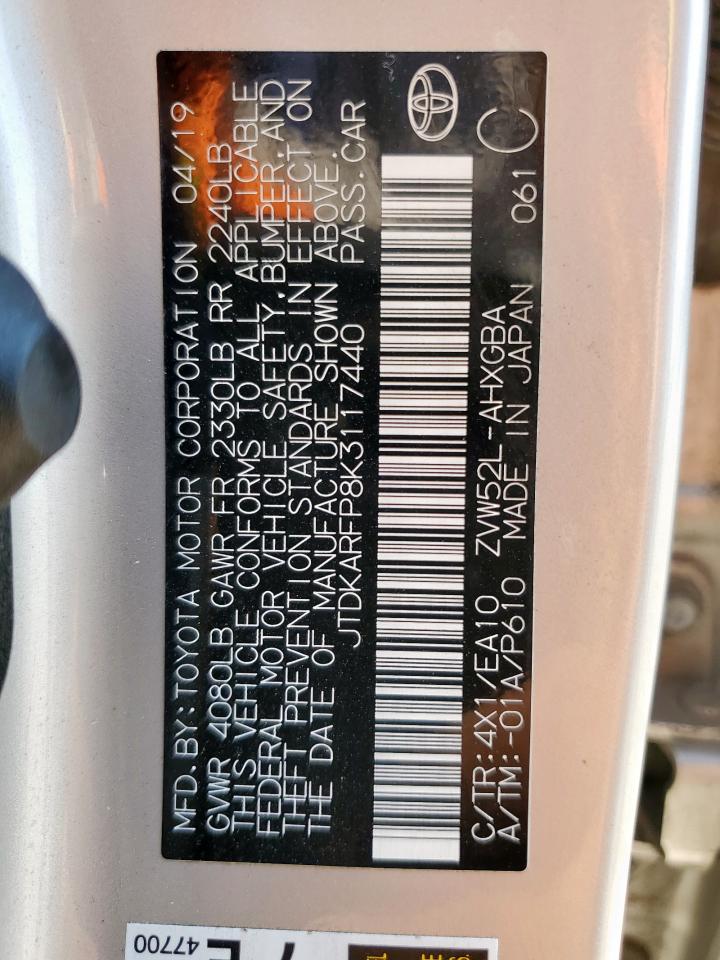 MFD.BY:TOYOTA MOTOR CORPORATION 04/19
GVWR 4080LB GAWR FR 2330LB RR 2240LB
THIS VEHICLE CONFORMS TO ALL APPLICABLE
FEDERAL MOTOR VEHICLE SAFETY,BUMPER,AND
THEFT PREVENTION STANDARDS IN EFFECT ON
THE DATE OF MANUFACTURE SHOWN ABOVE.
JTDKARFP8K3117440 PASS.CAR
C/TR:4X1/EA10 ZVW52L-AHXGBA
A/TM:-01A/P610 MADE IN JAPAN 061 C
47700